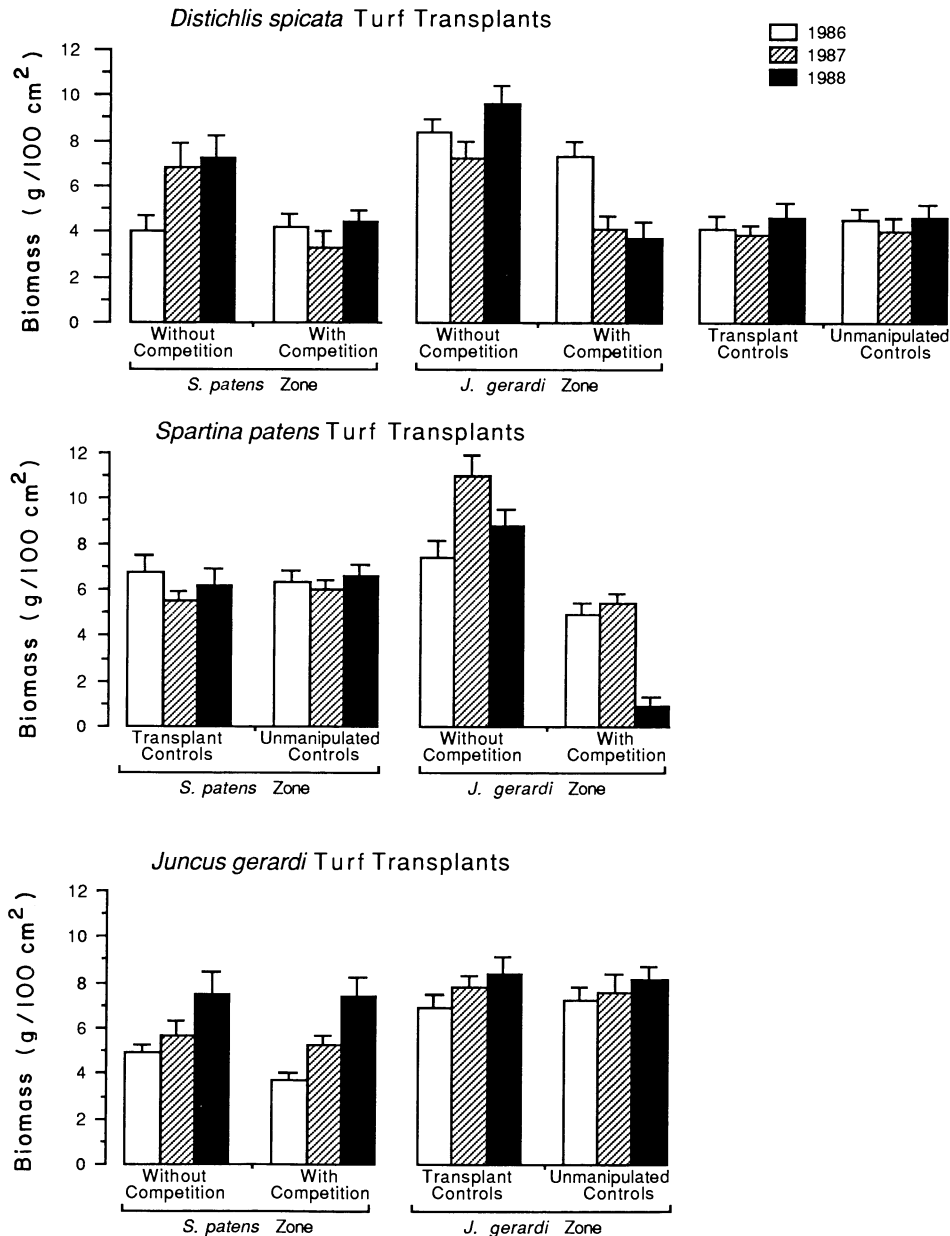 Distichlis spicata Turf Transplants
1986
1987
1988
Biomass (g/100 cm²)
12
10
8
6
4
2
0
Without Competition
With Competition
Without Competition
With Competition
Transplant Controls
Unmanipulated Controls
S. patens Zone
J. gerardi Zone
Spartina patens Turf Transplants
Biomass (g/100 cm²)
12
10
8
6
4
2
0
Transplant Controls
Unmanipulated Controls
Without Competition
With Competition
S. patens Zone
J. gerardi Zone
Juncus gerardi Turf Transplants
Biomass (g/100 cm²)
12
10
8
6
4
2
0
Without Competition
With Competition
Transplant Controls
Unmanipulated Controls
S. patens Zone
J. gerardi Zone